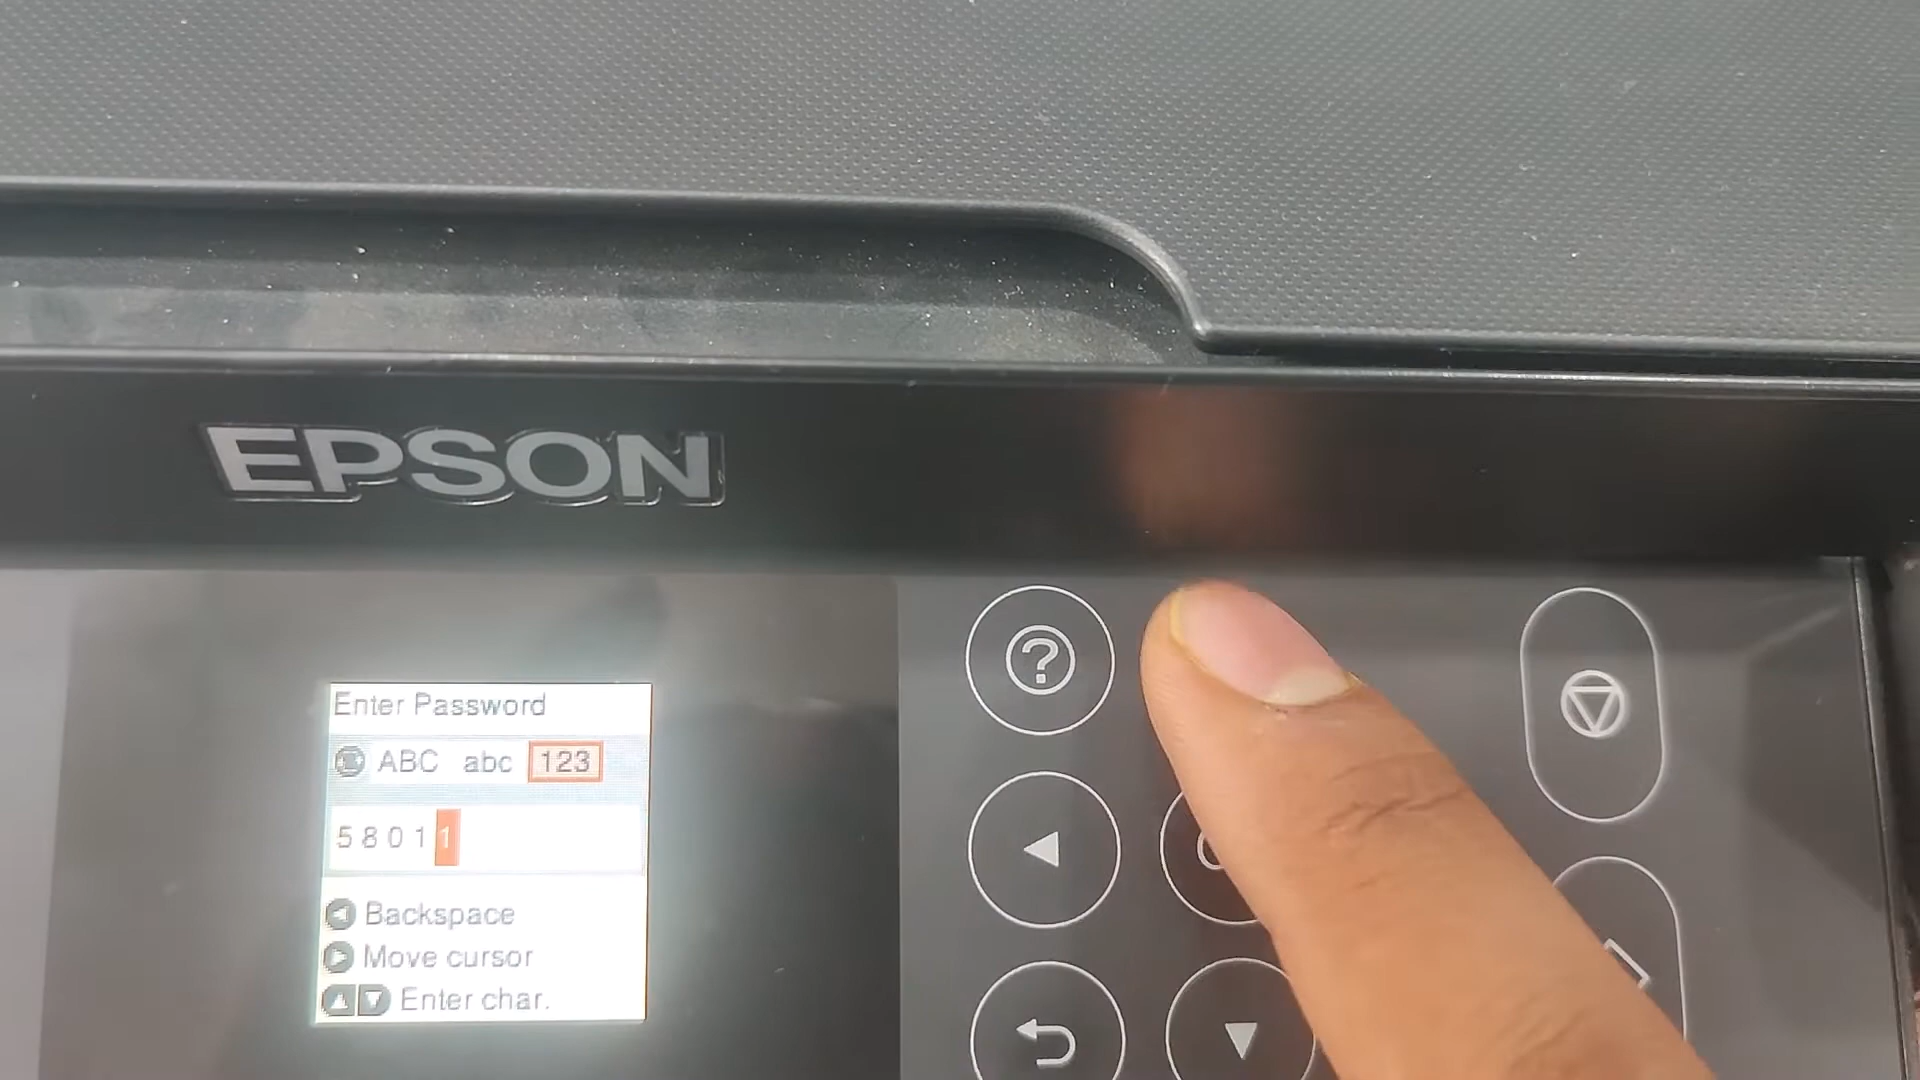 EPSON
Enter Password
ABC abc 123
58011
Backspace
Move cursor
Enter char.
?